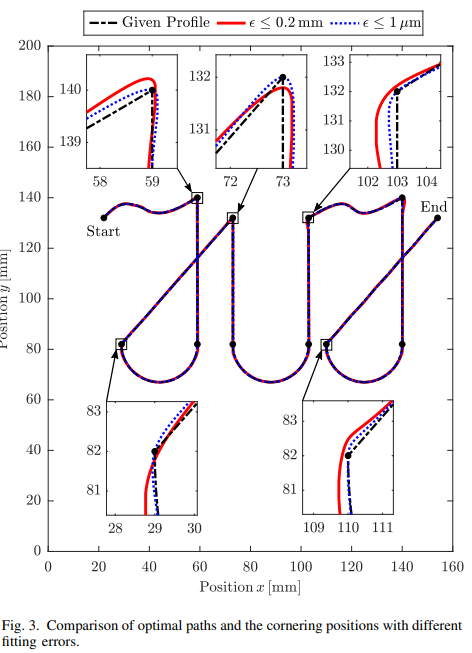 Given Profile ϵ ≤ 0.2 mm ϵ ≤ 1 μm
200
180
160
140
120
100
80
60
40
20
0
Position y [mm]
140
139
58 59
132
131
72 73
133
132
131
130
102 103 104
Start
End
83
82
81
28 29 30
83
82
81
109 110 111
0 20 40 60 80 100 120 140 160
Position x [mm]
Fig. 3. Comparison of optimal paths and the cornering positions with different
fitting errors.